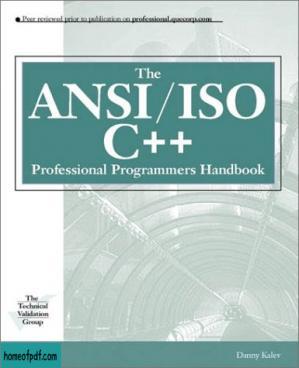 ● Peer reviewed prior to publication on professional.quecorp.com
The
ANSI/ISO
C++
Professional Programmers Handbook
The
Technical
Validation
Group
Danny Kalev
homeofpdf.com